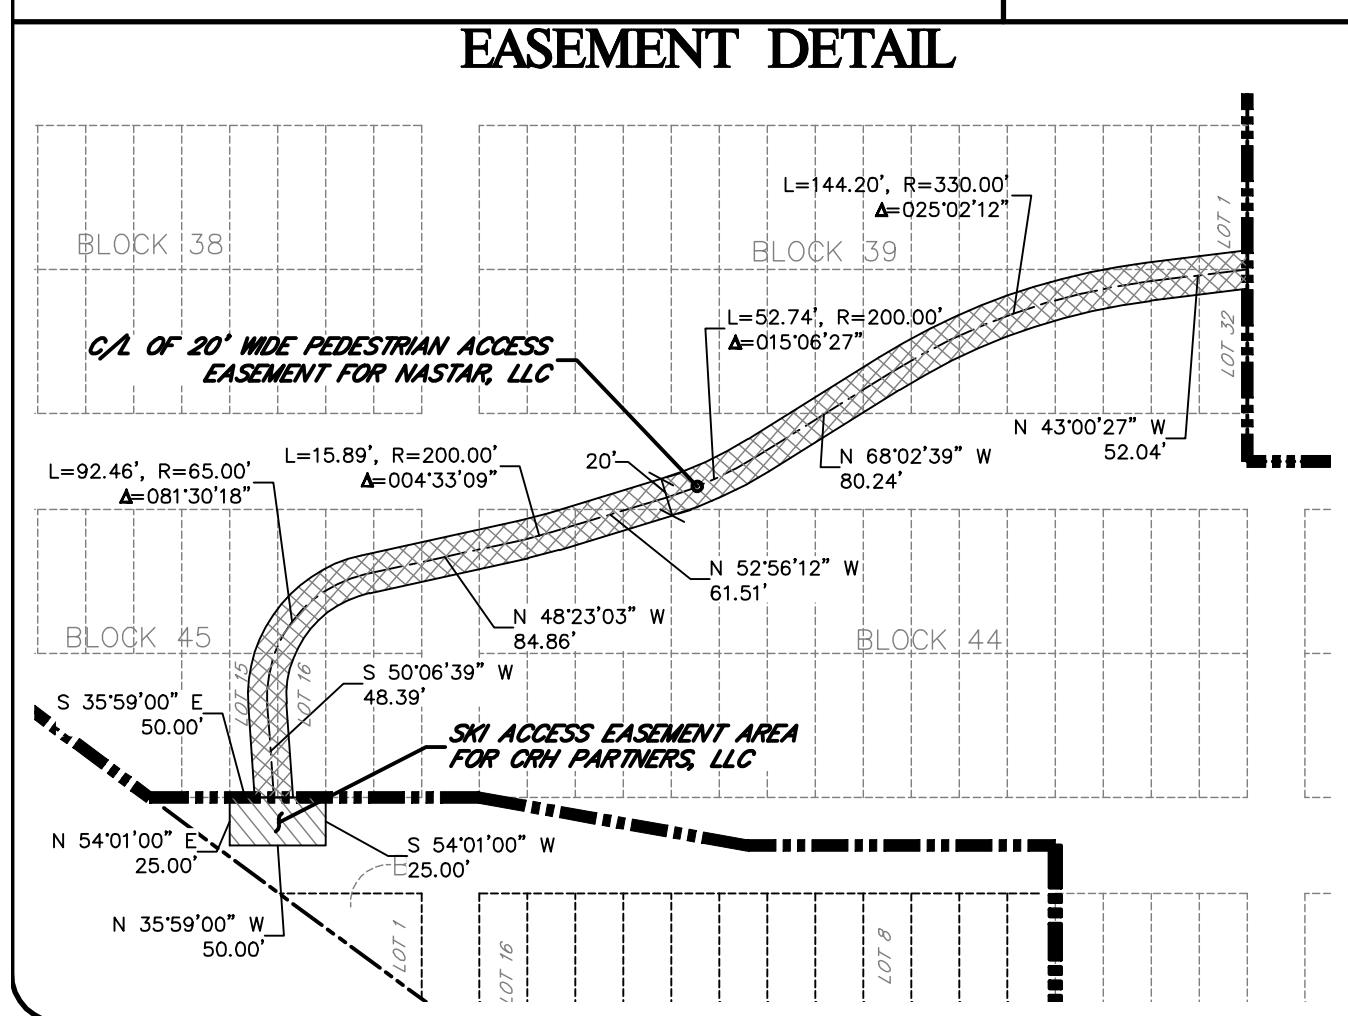 EASEMENT DETAIL
L=144.20', R=330.00'
Δ=025°02'12"
LOT 1
BLOCK 38
BLOCK 39
L=52.74', R=200.00'
Δ=015°06'27"
LOT 32
C/L OF 20' WIDE PEDESTRIAN ACCESS
EASEMENT FOR NASTAR, LLC
N 43°00'27" W
52.04'
L=15.89', R=200.00'
Δ=004°33'09"
20'
N 68°02'39" W
80.24'
L=92.46', R=65.00'
Δ=081°30'18"
N 52°56'12" W
61.51'
N 48°23'03" W
84.86'
BLOCK 45
BLOCK 44
LOT 15
LOT 16
S 50°06'39" W
48.39'
S 35°59'00" E
50.00'
SKI ACCESS EASEMENT AREA
FOR CRH PARTNERS, LLC
N 54°01'00" E
25.00'
S 54°01'00" W
25.00'
N 35°59'00" W
50.00'
LOT 1
LOT 16
LOT 8